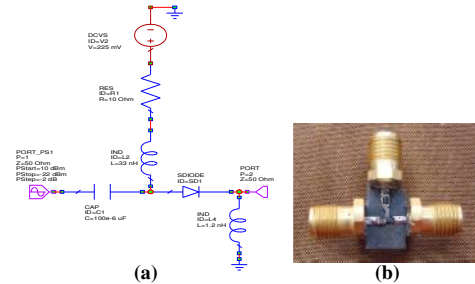 DCVS
ID=V2
V=225 mV
RES
ID=R1
R=10 Ohm
IND
ID=L2
L=33 nH
PORT_PS1
P=1
Z=50 Ohm
PStart=10 dBm
PStop=-22 dBm
PStep=-2 dB
CAP
ID=C1
C=100e-6 uF
SDIODE
ID=SD1
PORT
P=2
Z=50 Ohm
IND
ID=L4
L=1.2 nH
(a)
(b)